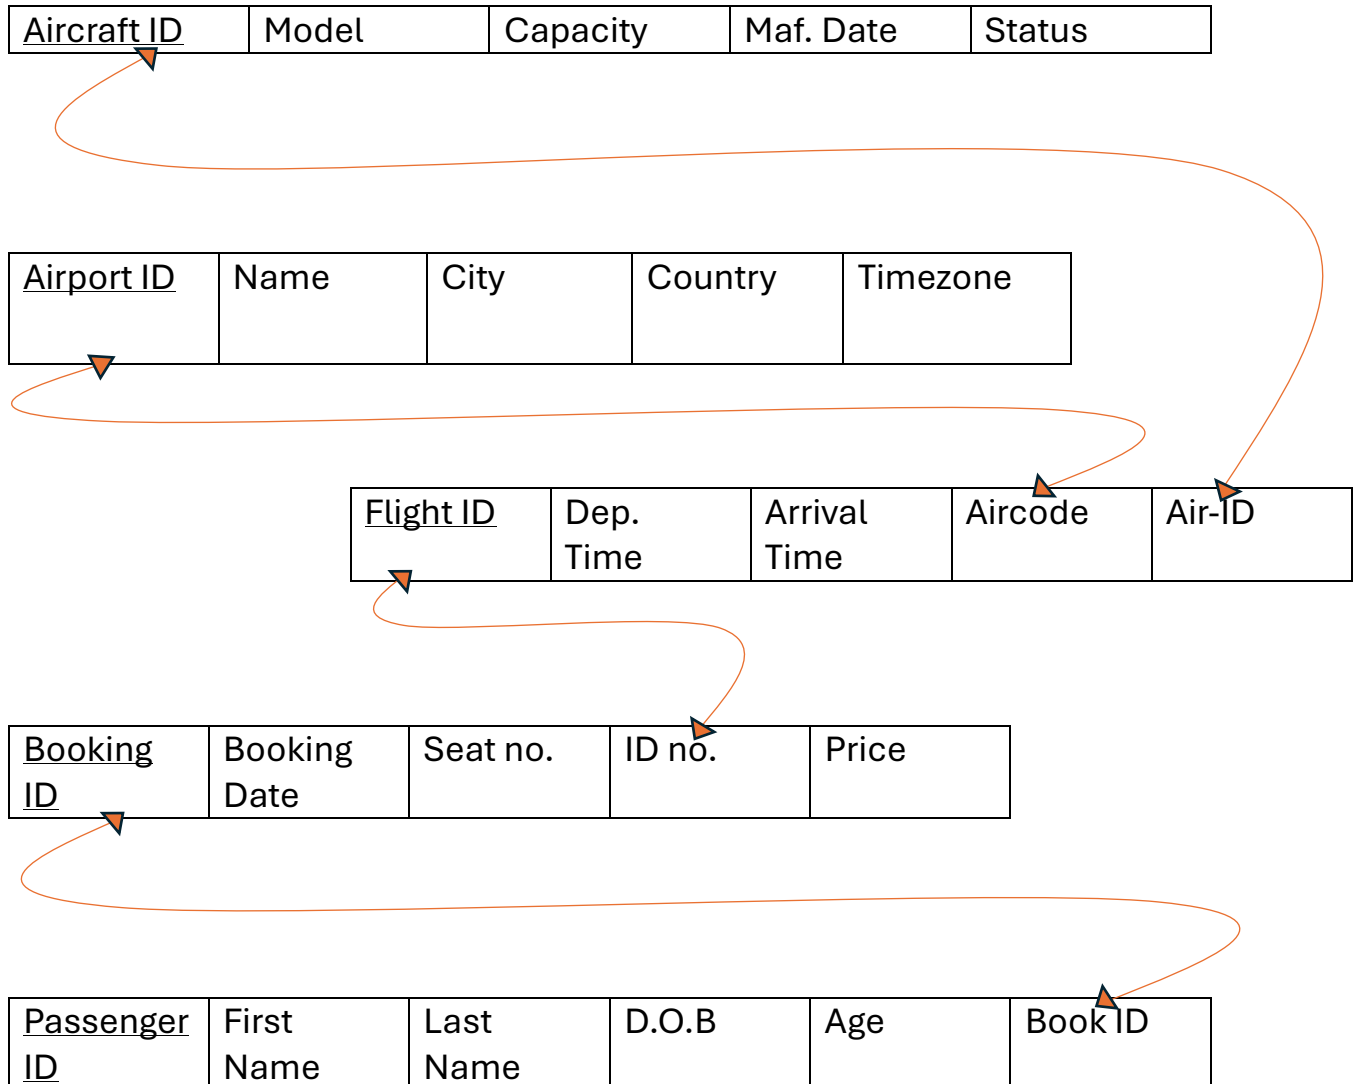 Aircraft ID Model Capacity Maf. Date Status
Airport ID Name City Country Timezone
Flight ID Dep. Arrival Aircode Air-ID
Time Time
Booking Booking Seat no. ID no. Price
ID Date
Passenger First Last D.O.B Age Book ID
ID Name Name